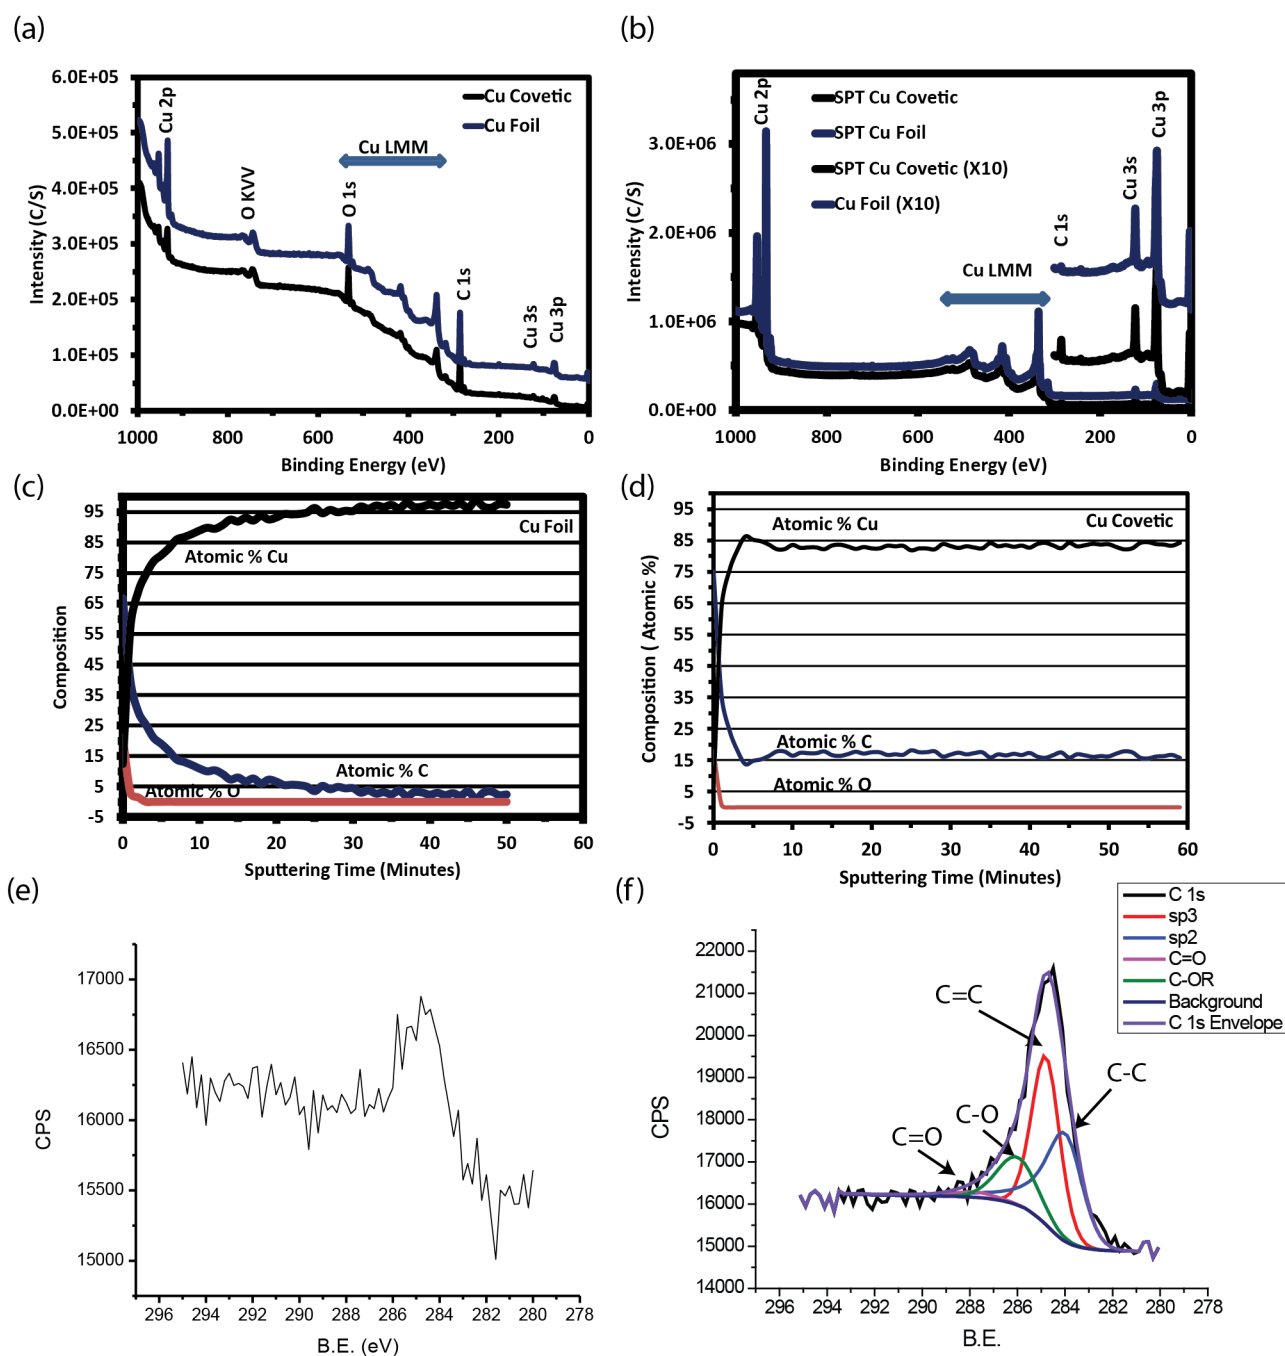 (a)
6.0E+05
5.0E+05
4.0E+05
3.0E+05
2.0E+05
1.0E+05
0.0E+00
Intensity (C/S)
Cu 2p
O KVV
O 1s
C 1s
Cu 3s
Cu 3p
Cu LMM
Cu Covetic
Cu Foil
1000 800 600 400 200 0
Binding Energy (eV)
(b)
3.0E+06
2.0E+06
1.0E+06
0.0E+00
Intensity (C/S)
Cu 2p
SPT Cu Covetic
SPT Cu Foil
SPT Cu Covetic (X10)
Cu Foil (X10)
Cu LMM
C 1s
Cu 3s
Cu 3p
1000 800 600 400 200 0
Binding Energy (eV)
(c)
95
85
75
65
55
45
35
25
15
5
-5
Composition
Cu Foil
Atomic % Cu
Atomic % C
Atomic % O
0 10 20 30 40 50 60
Sputtering Time (Minutes)
(d)
95
85
75
65
55
45
35
25
15
5
-5
Composition ( Atomic %)
Atomic % Cu
Cu Covetic
Atomic % C
Atomic % O
0 10 20 30 40 50 60
Sputtering Time (Minutes)
(e)
17000
16500
16000
15500
15000
CPS
296 294 292 290 288 286 284 282 280 278
B.E. (eV)
(f)
C 1s
sp3
sp2
C=O
C-OR
Background
C 1s Envelope
22000
21000
20000
19000
18000
17000
16000
15000
14000
CPS
C=C
C-C
C-O
C=O
296 292 288 286 284 282 280 278
B.E.